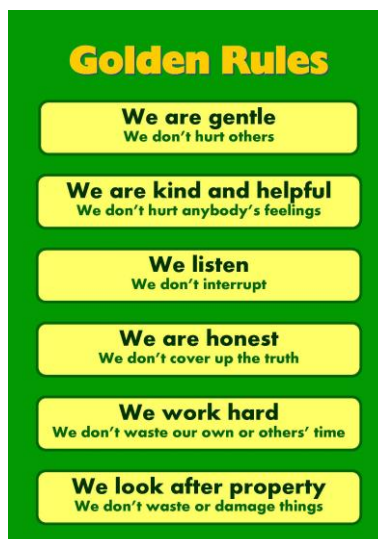 Golden Rules
We are gentle
We don't hurt others
We are kind and helpful
We don't hurt anybody's feelings
We listen
We don't interrupt
We are honest
We don't cover up the truth
We work hard
We don't waste our own or others' time
We look after property
We don't waste or damage things